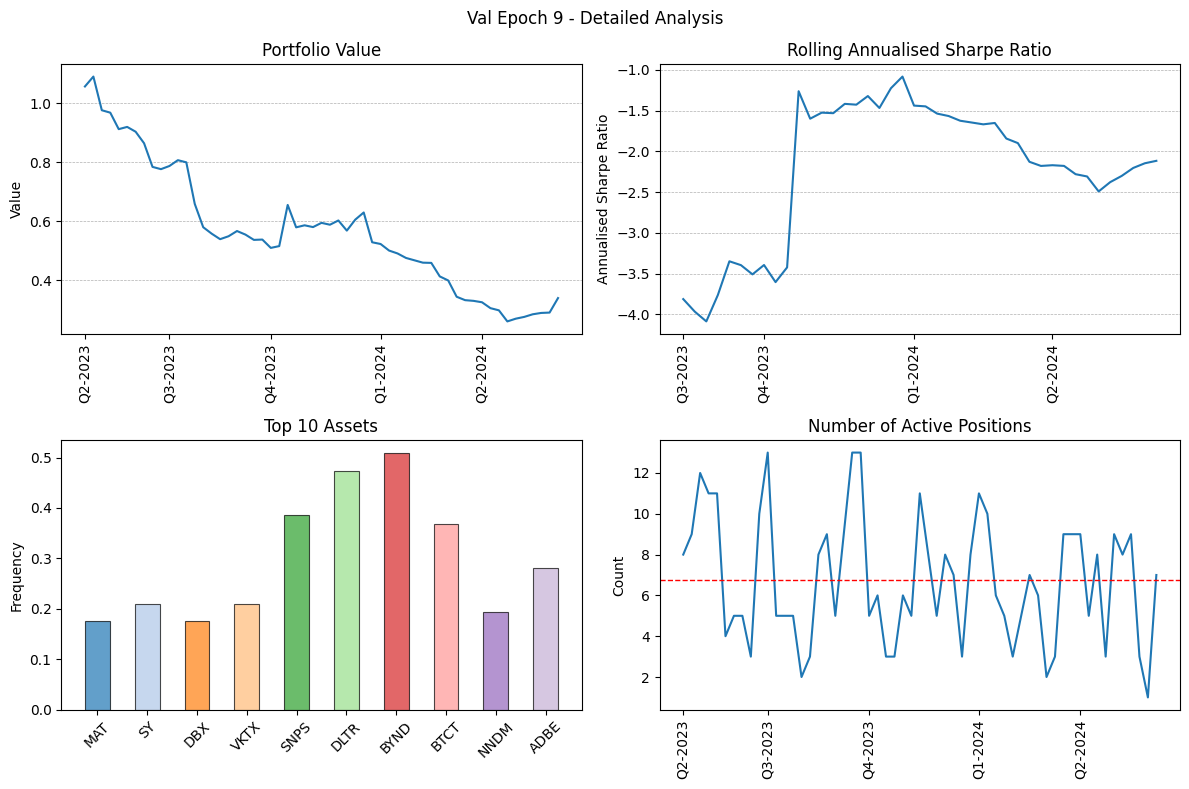 Val Epoch 9 - Detailed Analysis
Portfolio Value
Value
1.0
0.8
0.6
0.4
Q2-2023
Q3-2023
Q4-2023
Q1-2024
Q2-2024
Rolling Annualised Sharpe Ratio
Annualised Sharpe Ratio
−1.0
−1.5
−2.0
−2.5
−3.0
−3.5
−4.0
Q3-2023
Q4-2023
Q1-2024
Q2-2024
Top 10 Assets
Frequency
0.5
0.4
0.3
0.2
0.1
0.0
MAT
SY
DBX
VKTX
SNPS
DLTR
BYND
BTCT
NNDM
ADBE
Number of Active Positions
Count
12
10
8
6
4
2
Q2-2023
Q3-2023
Q4-2023
Q1-2024
Q2-2024